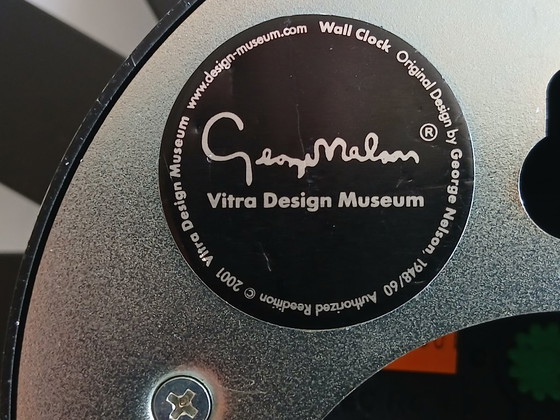 George Nelson ®
Vitra Design Museum
Wall Clock Original Design by George Nelson, 1948/60 Authorized Reedition © 2001 Vitra Design Museum www.design-museum.com